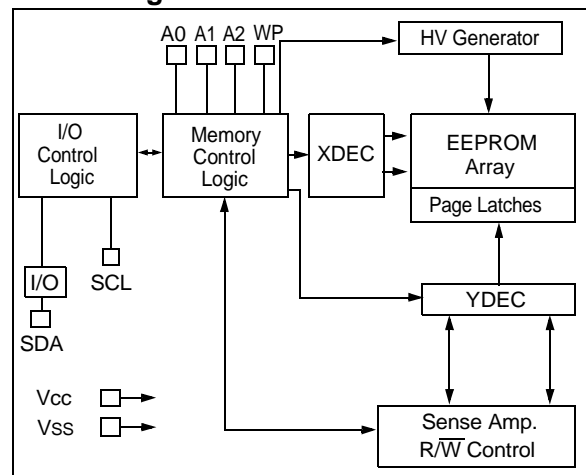 A0 A1 A2 WP
HV Generator
I/O
Control
Logic
Memory
Control
Logic
XDEC
EEPROM
Array
Page Latches
I/O
SCL
SDA
YDEC
Vcc
Vss
Sense Amp.
R/W̅ Control